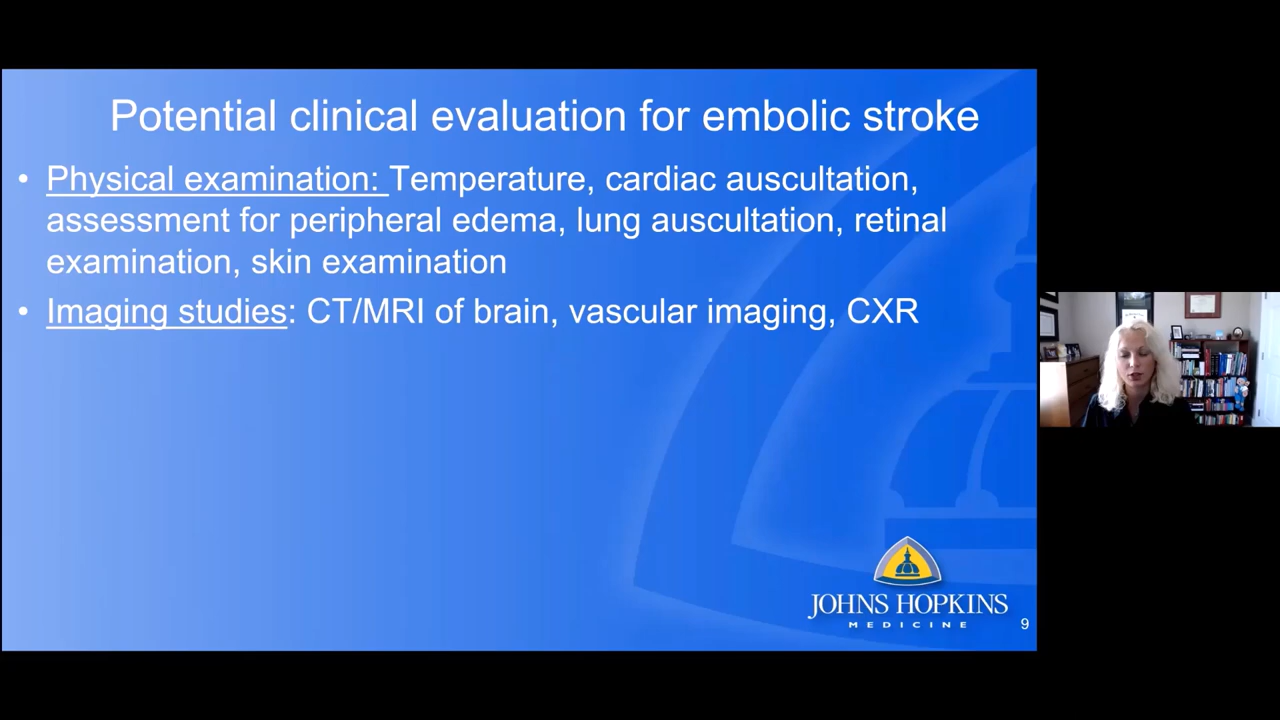 Potential clinical evaluation for embolic stroke
• Physical examination: Temperature, cardiac auscultation,
assessment for peripheral edema, lung auscultation, retinal
examination, skin examination
• Imaging studies: CT/MRI of brain, vascular imaging, CXR
JOHNS HOPKINS
MEDICINE
9